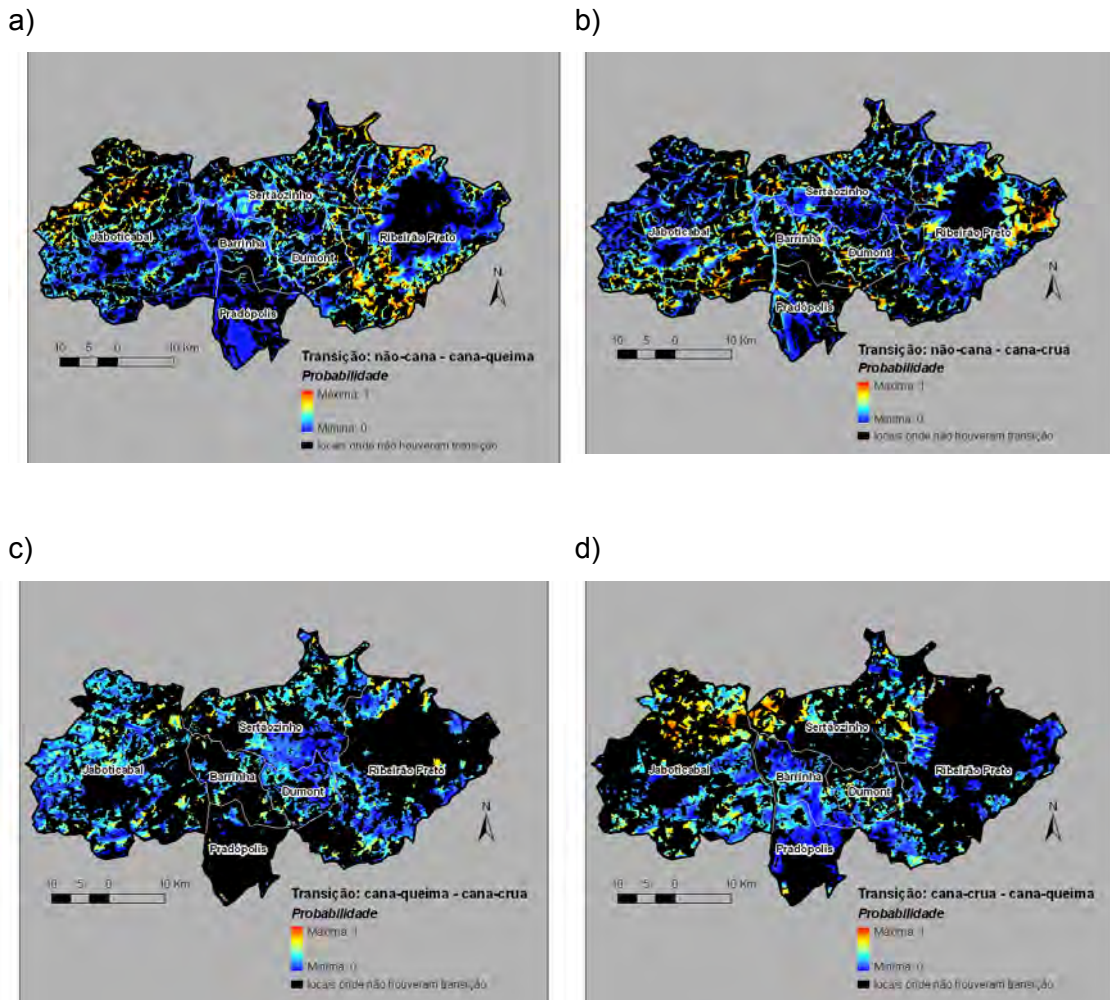 a)
Sertãozinho
Jaboticabal
Barrinha
Ribeirão Preto
Dumont
Pradópolis
N
10 5 0 10 Km
Transição: não-cana - cana-queima
Probabilidade
Máxima: 1
Mínima: 0
locais onde não houveram transição
b)
Sertãozinho
Jaboticabal
Barrinha
Ribeirão Preto
Dumont
Pradópolis
N
10 5 0 10 Km
Transição: não-cana - cana-crua
Probabilidade
Máxima: 1
Mínima: 0
locais onde não houveram transição
c)
Sertãozinho
Jaboticabal
Barrinha
Ribeirão Preto
Dumont
Pradópolis
N
10 5 0 10 Km
Transição: cana-queima - cana-crua
Probabilidade
Máxima: 1
Mínima: 0
locais onde não houveram transição
d)
Sertãozinho
Jaboticabal
Barrinha
Ribeirão Preto
Dumont
Pradópolis
N
10 5 0 10 Km
Transição: cana-crua - cana-queima
Probabilidade
Máxima: 1
Mínima: 0
locais onde não houveram transição